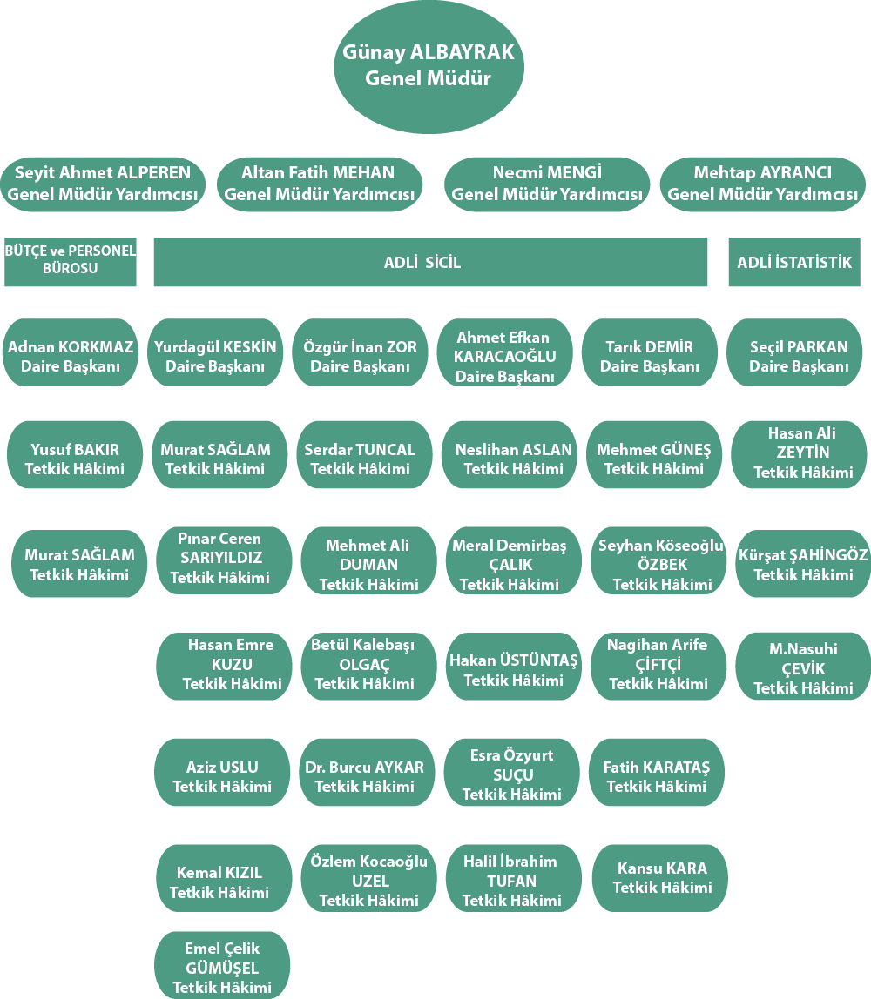 Günay ALBAYRAK
Genel Müdür
Seyit Ahmet ALPEREN
Genel Müdür Yardımcısı
Altan Fatih MEHAN
Genel Müdür Yardımcısı
Necmi MENGİ
Genel Müdür Yardımcısı
Mehtap AYRANCI
Genel Müdür Yardımcısı
BÜTÇE ve PERSONEL
BÜROSU
ADLİ SİCİL
ADLİ İSTATİSTİK
Adnan KORKMAZ
Daire Başkanı
Yurdagül KESKİN
Daire Başkanı
Özgür İnan ZOR
Daire Başkanı
Ahmet Efkan
KARACAOĞLU
Daire Başkanı
Tarık DEMİR
Daire Başkanı
Seçil PARKAN
Daire Başkanı
Yusuf BAKIR
Tetkik Hâkimi
Murat SAĞLAM
Tetkik Hâkimi
Serdar TUNCAL
Tetkik Hâkimi
Neslihan ASLAN
Tetkik Hâkimi
Mehmet GÜNEŞ
Tetkik Hâkimi
Hasan Ali
ZEYTİN
Tetkik Hâkimi
Murat SAĞLAM
Tetkik Hâkimi
Pınar Ceren
SARIYILDIZ
Tetkik Hâkimi
Mehmet Ali
DUMAN
Tetkik Hâkimi
Meral Demirbaş
ÇALIK
Tetkik Hâkimi
Seyhan Köseoğlu
ÖZBEK
Tetkik Hâkimi
Kürşat ŞAHİNGÖZ
Tetkik Hâkimi
Hasan Emre
KUZU
Tetkik Hâkimi
Betül Kalebaşı
OLGAÇ
Tetkik Hâkimi
Hakan ÜSTÜNTAŞ
Tetkik Hâkimi
Nagihan Arife
ÇİFTÇİ
Tetkik Hâkimi
M.Nasuhi
ÇEVİK
Tetkik Hâkimi
Aziz USLU
Tetkik Hâkimi
Dr. Burcu AYKAR
Tetkik Hâkimi
Esra Özyurt
SUÇU
Tetkik Hâkimi
Fatih KARATAŞ
Tetkik Hâkimi
Kemal KIZIL
Tetkik Hâkimi
Özlem Kocaoğlu
UZEL
Tetkik Hâkimi
Halil İbrahim
TUFAN
Tetkik Hâkimi
Kansu KARA
Tetkik Hâkimi
Emel Çelik
GÜMÜŞEL
Tetkik Hâkimi